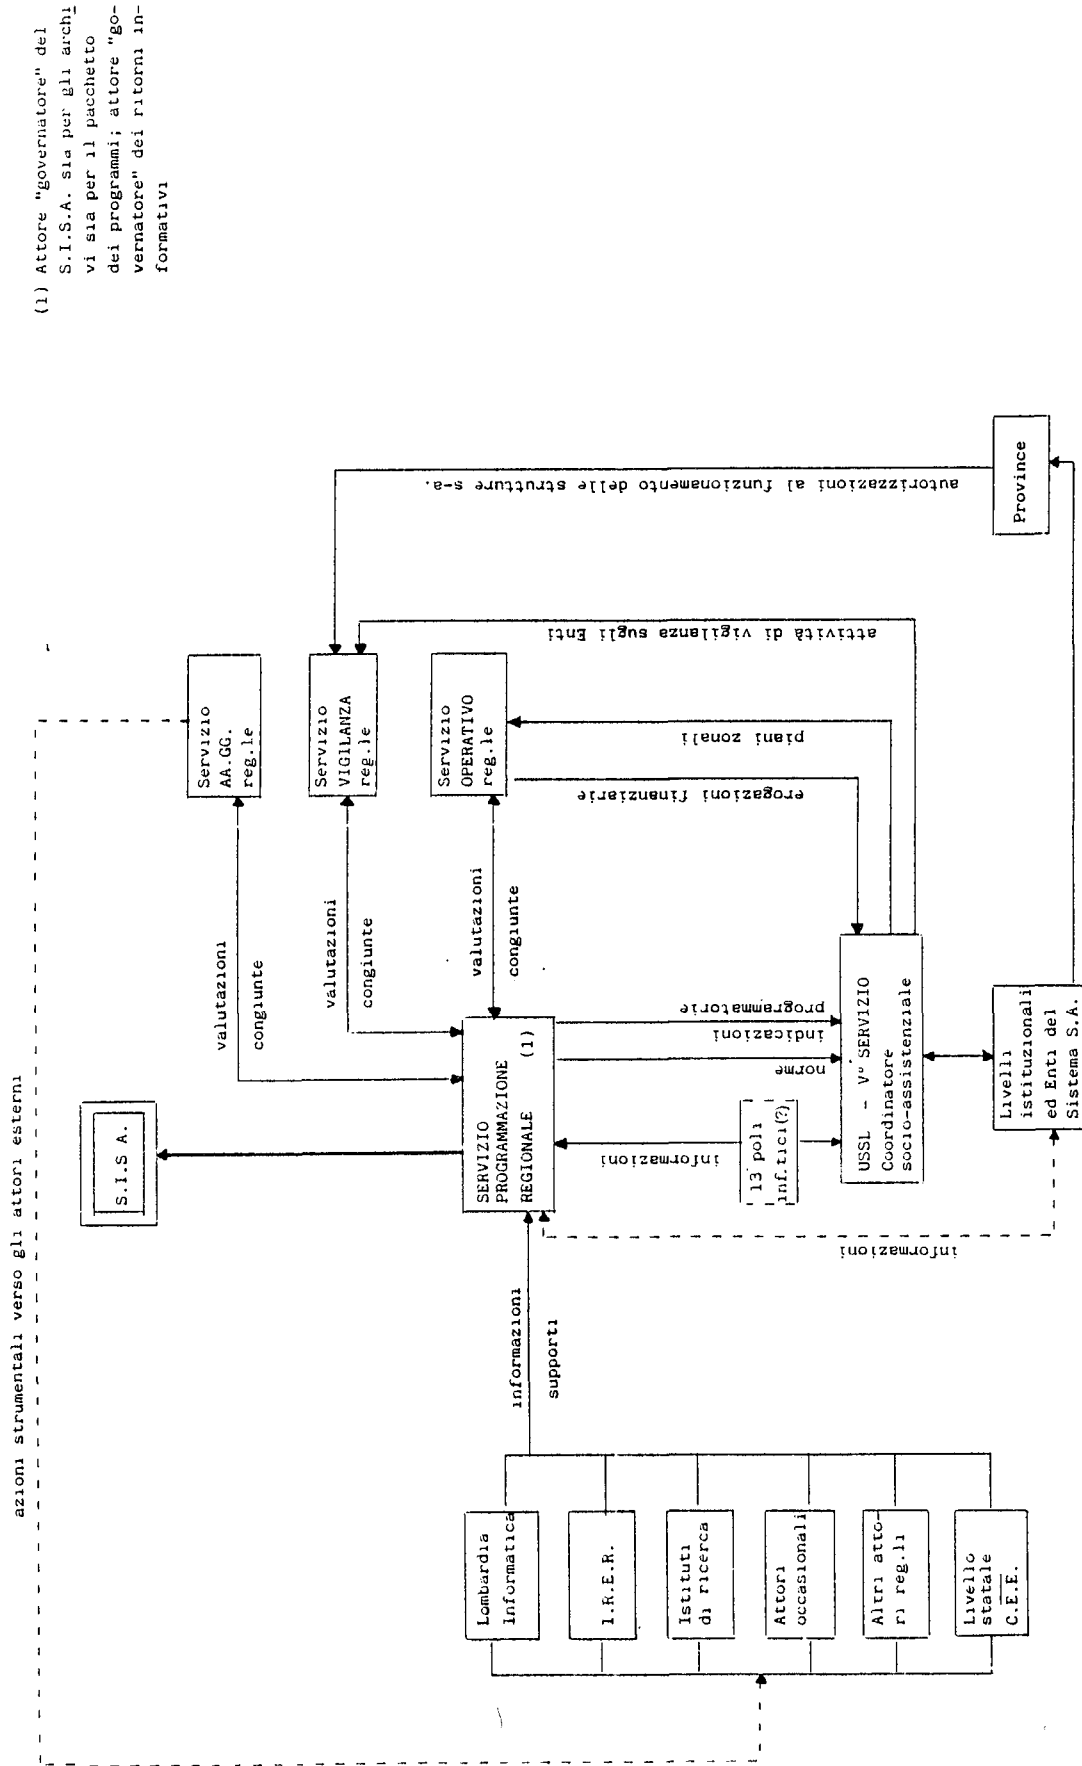 azioni strumentali verso gli attori esterni
(1) Attore "governatore" del
S.I.S.A. sia per gli archi
vi sia per il pacchetto
dei programmi; attore "go-
vernatore" dei ritorni in-
formativi
S.I.S A.
Servizio
AA.GG.
reg.le
valutazioni
congiunte
Servizio
VIGILANZA
reg.le
valutazioni
congiunte
Servizio
OPERATIVO
reg.le
valutazioni
congiunte
Lombardia
Informatica
I.R.E.R.
Istituti
di ricerca
Attori
occasionali
Altri atto-
ri reg.li
Livello
statale
C.E.E.
informazioni
supporti
SERVIZIO
PROGRAMMAZIONE
REGIONALE (1)
informazioni
informazioni
norme
indicazioni
programmatorie
erogazioni finanziarie
piani zonali
attività di vigilanza sugli Enti
autorizzazioni al funzionamento delle strutture s-a.
13 poli
inf.tici(?)
USSL - V° SERVIZIO
Coordinatore
socio-assistenziale
Livelli
istituzionali
ed Enti del
Sistema S.A.
Province